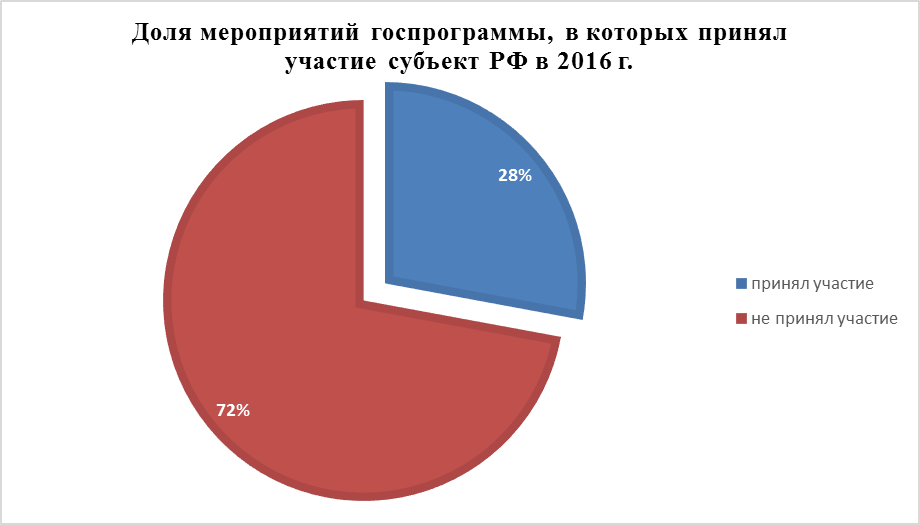 Доля мероприятий госпрограммы, в которых принял
участие субъект РФ в 2016 г.
28%
принял участие
не принял участие
72%